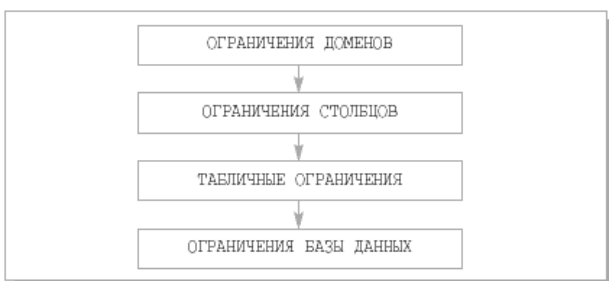 ОГРАНИЧЕНИЯ ДОМЕНОВ
ОГРАНИЧЕНИЯ СТОЛБЦОВ
ТАБЛИЧНЫЕ ОГРАНИЧЕНИЯ
ОГРАНИЧЕНИЯ БАЗЫ ДАННЫХ